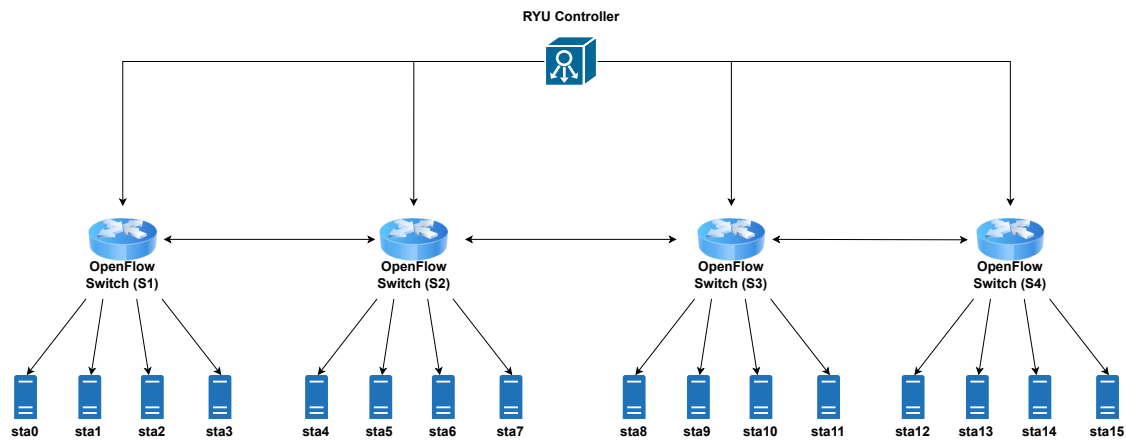 RYU Controller
OpenFlow
Switch (S1)
OpenFlow
Switch (S2)
OpenFlow
Switch (S3)
OpenFlow
Switch (S4)
sta0
sta1
sta2
sta3
sta4
sta5
sta6
sta7
sta8
sta9
sta10
sta11
sta12
sta13
sta14
sta15